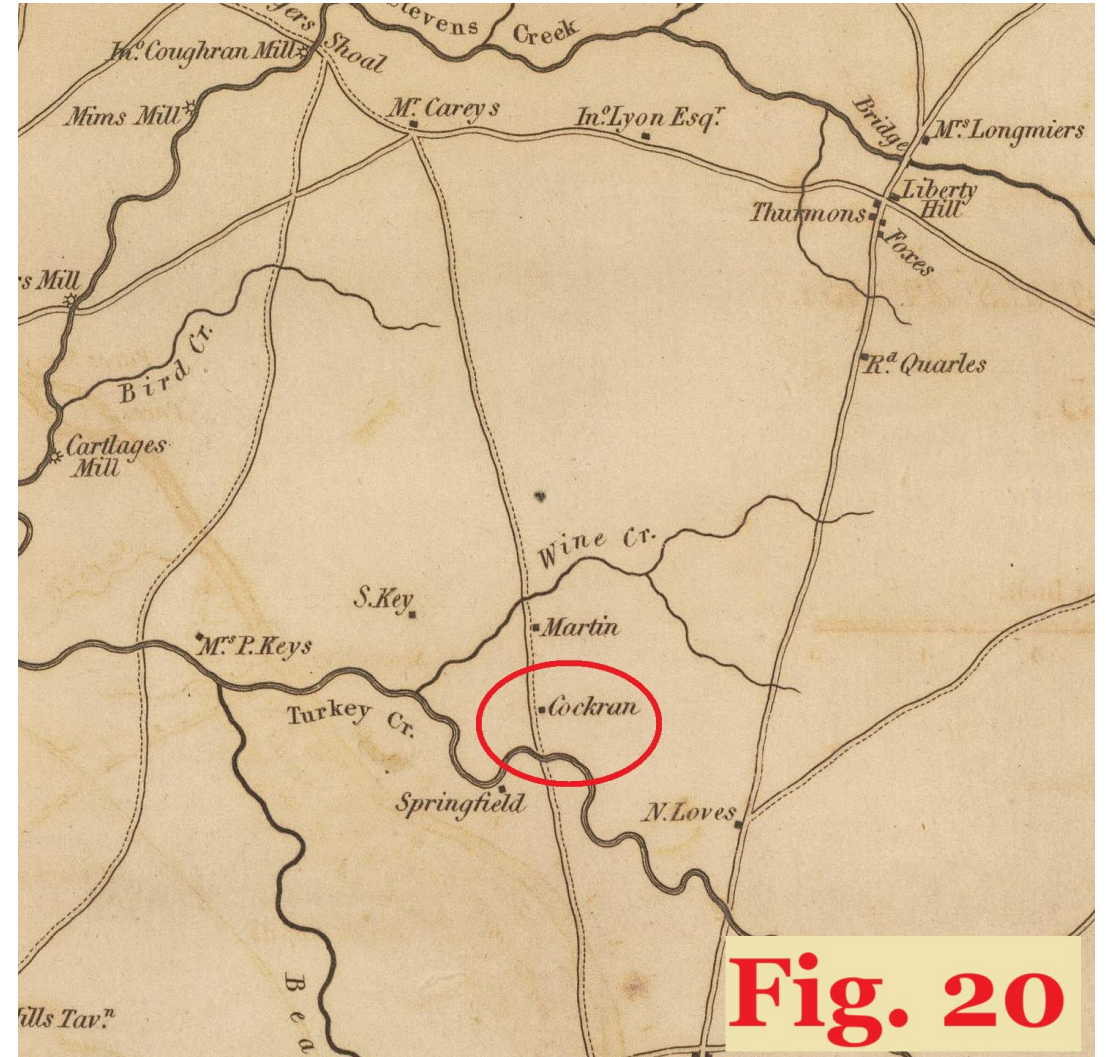 Stevens Creek
Shoal
Jn.º Coughran Mill
Mims Mill
M.ʳ Careys
Jn.º Lyon Esq.ʳ
Bridge
M.ʳˢ Longmiers
Liberty
Hill
Thurmons
Foxes
s Mill
Bird Cr.
R.ᵈ Quarles
Cartlages
Mill
Wine Cr.
S. Key
Martin
M.ʳˢ P. Keys
Cockran
Turkey Cr.
Springfield
N. Loves
Bea
ills Tav.ⁿ
Fig. 20